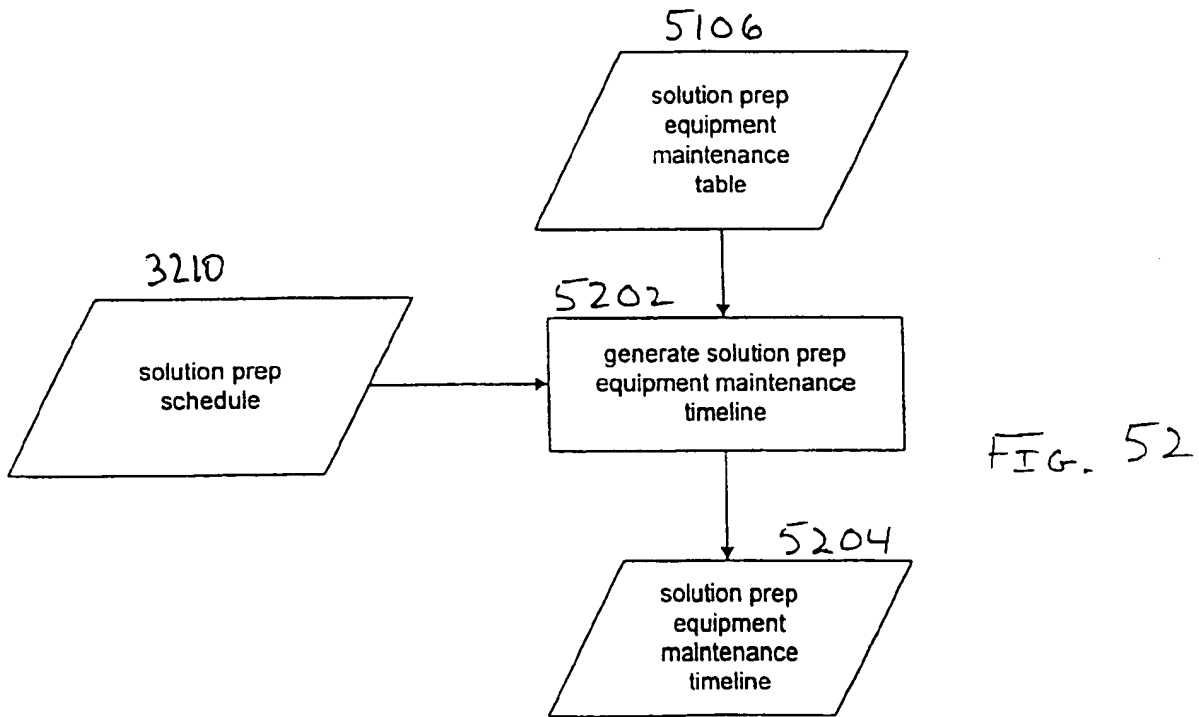 5106
solution prep
equipment
maintenance
table
3210
solution prep
schedule
5202
generate solution prep
equipment maintenance
timeline
FIG. 52
5204
solution prep
equipment
maintenance
timeline